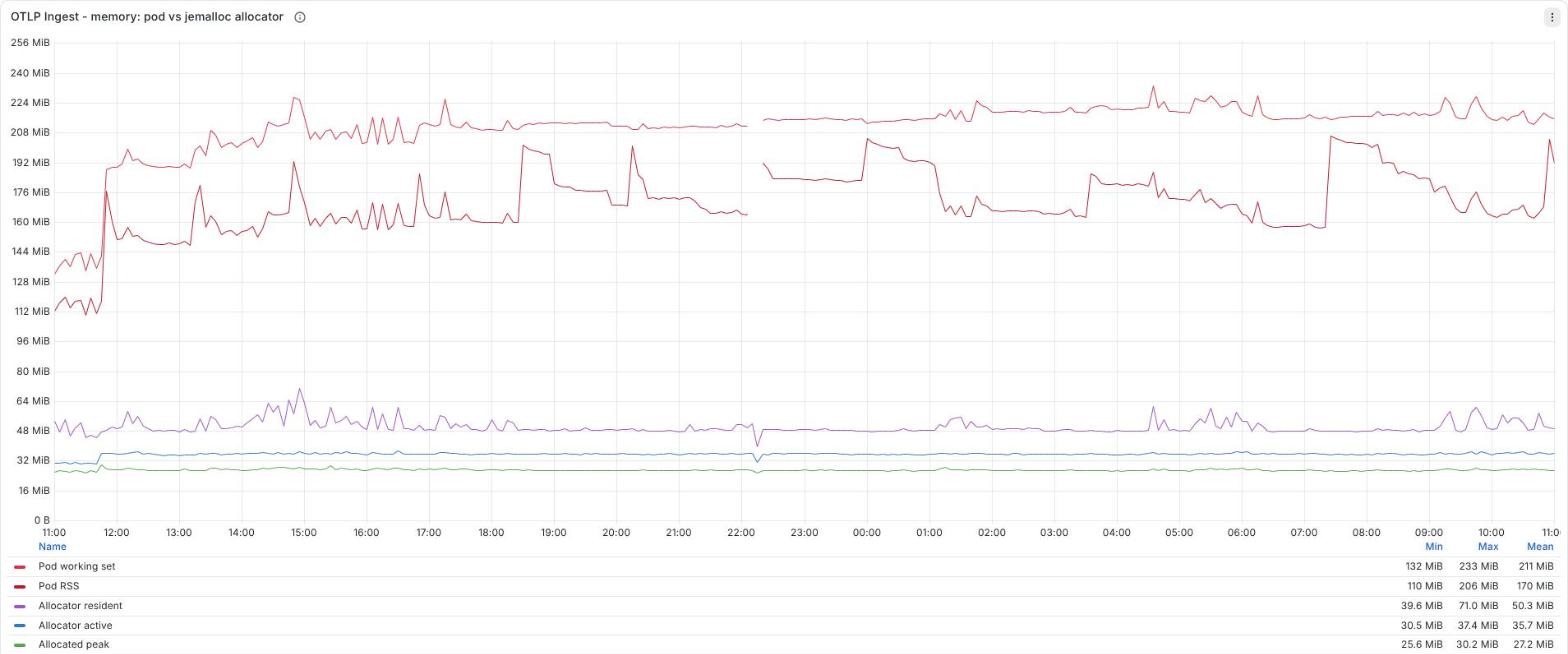 OTLP Ingest - memory: pod vs jemalloc allocator
256 MiB
240 MiB
224 MiB
208 MiB
192 MiB
176 MiB
160 MiB
144 MiB
128 MiB
112 MiB
96 MiB
80 MiB
64 MiB
48 MiB
32 MiB
16 MiB
0 B
11:00 12:00 13:00 14:00 15:00 16:00 17:00 18:00 19:00 20:00 21:00 22:00 23:00 00:00 01:00 02:00 03:00 04:00 05:00 06:00 07:00 08:00 09:00 10:00 11:0
Name Min Max Mean
Pod working set 132 MiB 233 MiB 211 MiB
Pod RSS 110 MiB 206 MiB 170 MiB
Allocator resident 39.6 MiB 71.0 MiB 50.3 MiB
Allocator active 30.5 MiB 37.4 MiB 35.7 MiB
Allocated peak 25.6 MiB 30.2 MiB 27.2 MiB